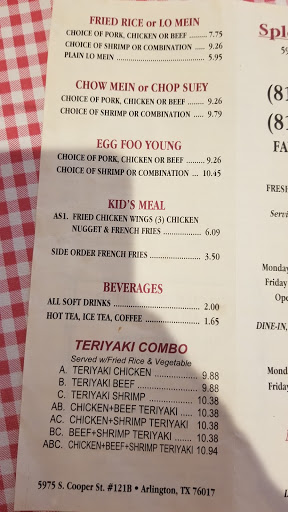 FRIED RICE or LO MEIN
CHOICE OF PORK, CHICKEN OR BEEF ......... 7.75
CHOICE OF SHRIMP OR COMBINATION ..... 9.26
PLAIN LO MEIN ........................................ 5.95
CHOW MEIN or CHOP SUEY
CHOICE OF PORK, CHICKEN OR BEEF ......... 9.26
CHOICE OF SHRIMP OR COMBINATION ..... 9.79
EGG FOO YOUNG
CHOICE OF PORK, CHICKEN OR BEEF ......... 9.26
CHOICE OF SHRIMP OR COMBINATION ... 10.45
KID'S MEAL
AS1. FRIED CHICKEN WINGS (3) CHICKEN
NUGGET & FRENCH FRIES .................. 6.09
SIDE ORDER FRENCH FRIES ......................... 3.50
BEVERAGES
ALL SOFT DRINKS ........................................ 2.00
HOT TEA, ICE TEA, COFFEE .......................... 1.65
TERIYAKI COMBO
Served w/Fried Rice & Vegetable
A. TERIYAKI CHICKEN ................ 9.88
B. TERIYAKI BEEF ...................... 9.88
C. TERIYAKI SHRIMP ................. 10.38
AB. CHICKEN+BEEF TERIYAKI ..... 10.38
AC. CHICKEN+SHRIMP TERIYAKI 10.38
BC. BEEF+SHRIMP TERIYAKI ....... 10.38
ABC. CHICKEN+BEEF+SHRIMP TERIYAKI 10.94
5975 S. Cooper St. #121B • Arlington, TX 76017
(81
(81
FA
FRESH
Monday
Friday
Ope
DINE-IN,
Monda
Friday